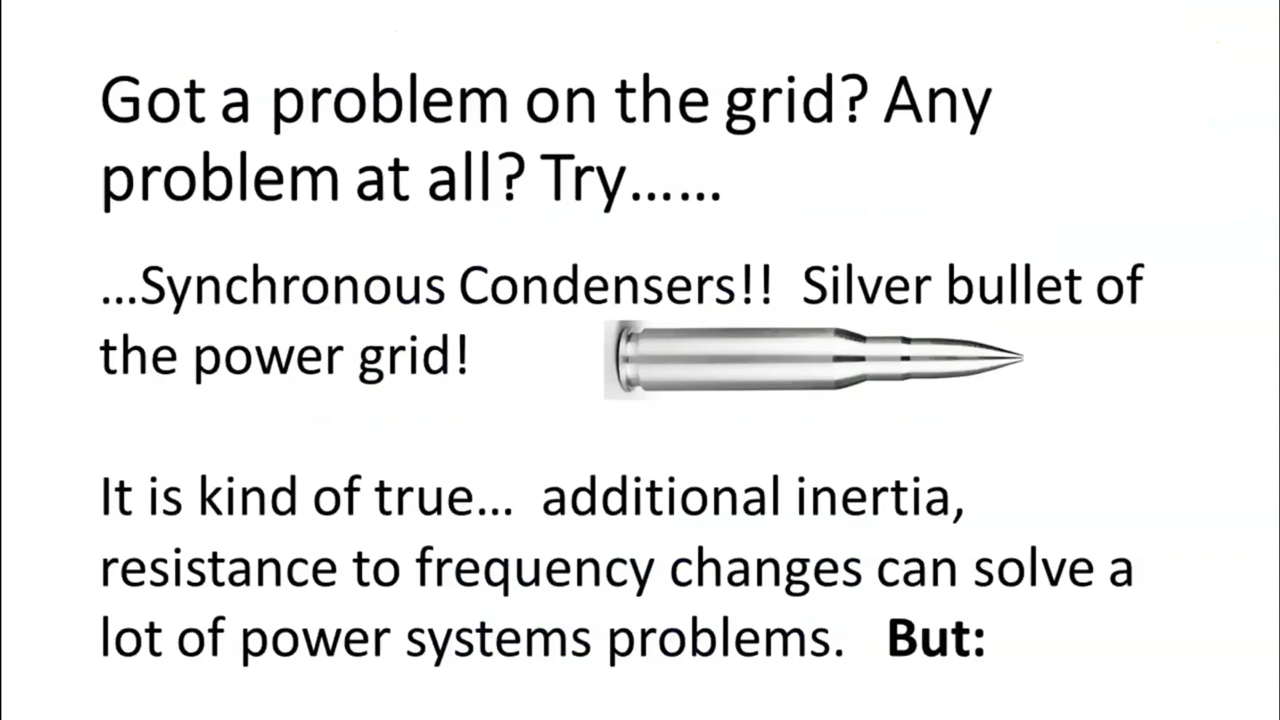 Got a problem on the grid? Any
problem at all? Try……
…Synchronous Condensers!!  Silver bullet of
the power grid!
It is kind of true…  additional inertia,
resistance to frequency changes can solve a
lot of power systems problems.   But: